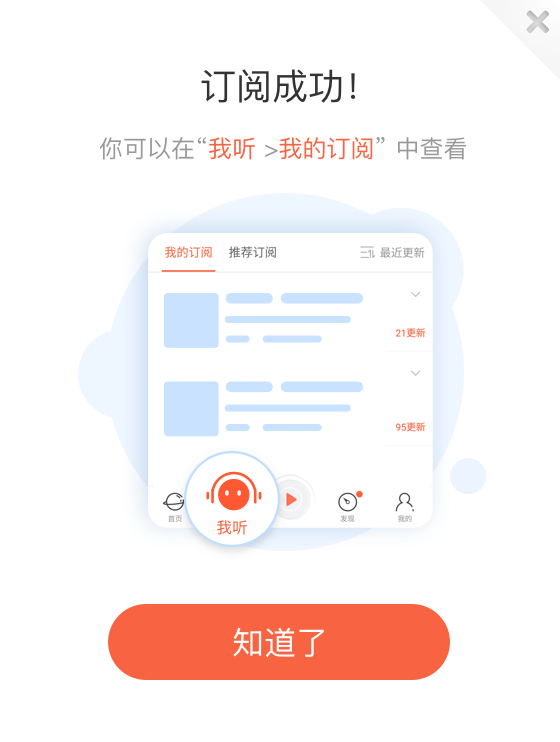 订阅成功!
你可以在“我听 >我的订阅” 中查看
我的订阅 推荐订阅 最近更新
21更新
95更新
首页 我听 发现 我的
知道了